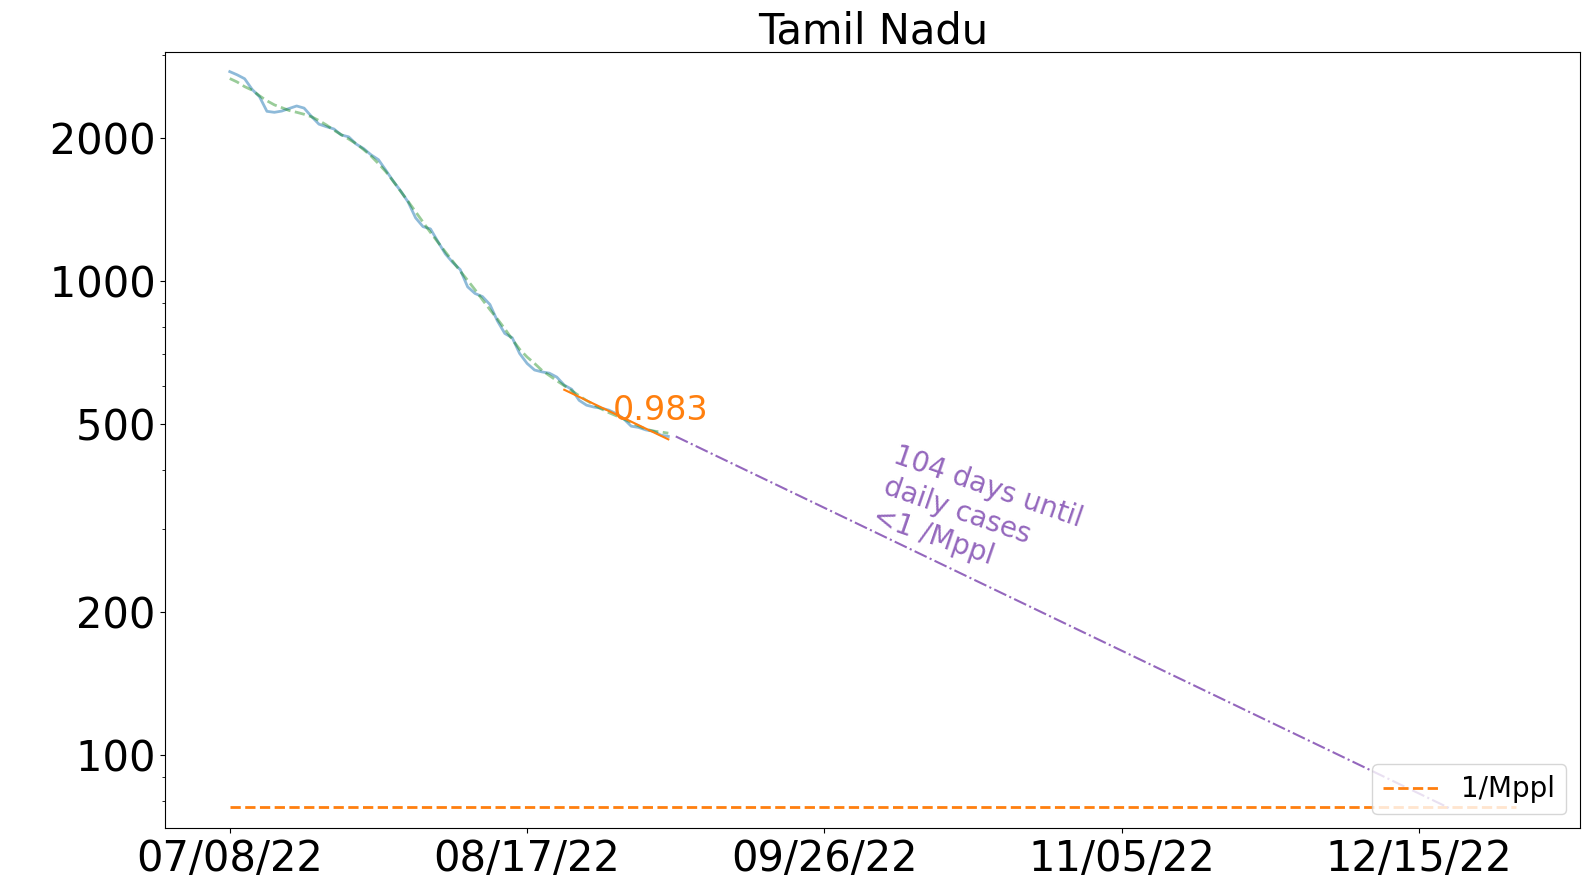 Tamil Nadu
2000
1000
500
200
100
0.983
104 days until
daily cases
<1 /Mppl
1/Mppl
07/08/22
08/17/22
09/26/22
11/05/22
12/15/22